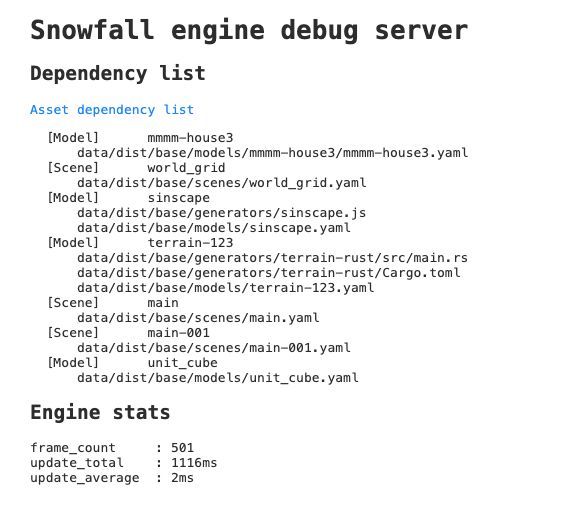 Snowfall engine debug server
Dependency list
Asset dependency list
[Model]      mmmm-house3
data/dist/base/models/mmmm-house3/mmmm-house3.yaml
[Scene]      world_grid
data/dist/base/scenes/world_grid.yaml
[Model]      sinscape
data/dist/base/generators/sinscape.js
data/dist/base/models/sinscape.yaml
[Model]      terrain-123
data/dist/base/generators/terrain-rust/src/main.rs
data/dist/base/generators/terrain-rust/Cargo.toml
data/dist/base/models/terrain-123.yaml
[Scene]      main
data/dist/base/scenes/main.yaml
[Scene]      main-001
data/dist/base/scenes/main-001.yaml
[Model]      unit_cube
data/dist/base/models/unit_cube.yaml
Engine stats
frame_count     : 501
update_total    : 1116ms
update_average  : 2ms